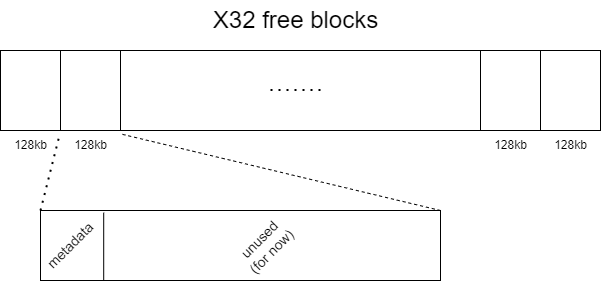 X32 free blocks
.......
128kb
128kb
128kb
128kb
metadata
unused
(for now)